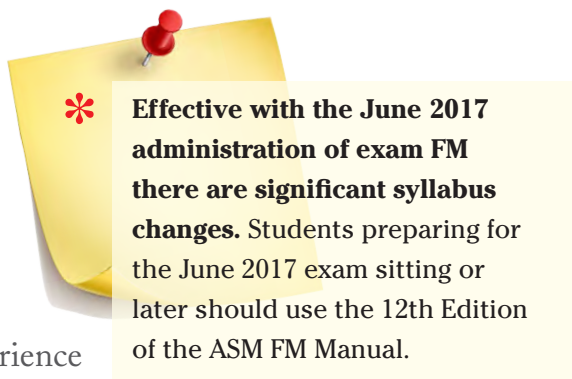 * Effective with the June 2017
administration of exam FM
there are significant syllabus
changes. Students preparing for
the June 2017 exam sitting or
later should use the 12th Edition
of the ASM FM Manual.
rience